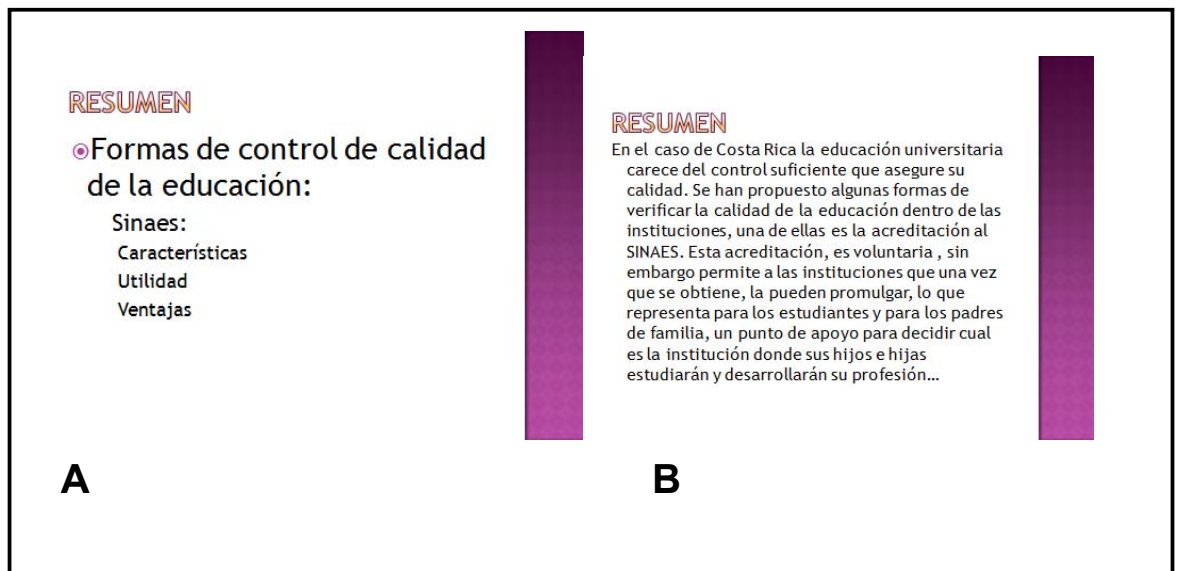 RESUMEN
Formas de control de calidad
de la educación:
Sinaes:
Características
Utilidad
Ventajas
A
RESUMEN
En el caso de Costa Rica la educación universitaria
carece del control suficiente que asegure su
calidad. Se han propuesto algunas formas de
verificar la calidad de la educación dentro de las
instituciones, una de ellas es la acreditación al
SINAES. Esta acreditación, es voluntaria , sin
embargo permite a las instituciones que una vez
que se obtiene, la pueden promulgar, lo que
representa para los estudiantes y para los padres
de familia, un punto de apoyo para decidir cual
es la institución donde sus hijos e hijas
estudiarán y desarrollarán su profesión...
B